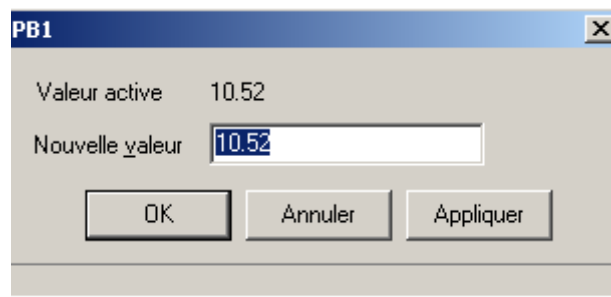 PB1
Valeur active 10.52
Nouvelle valeur 10.52
OK Annuler Appliquer